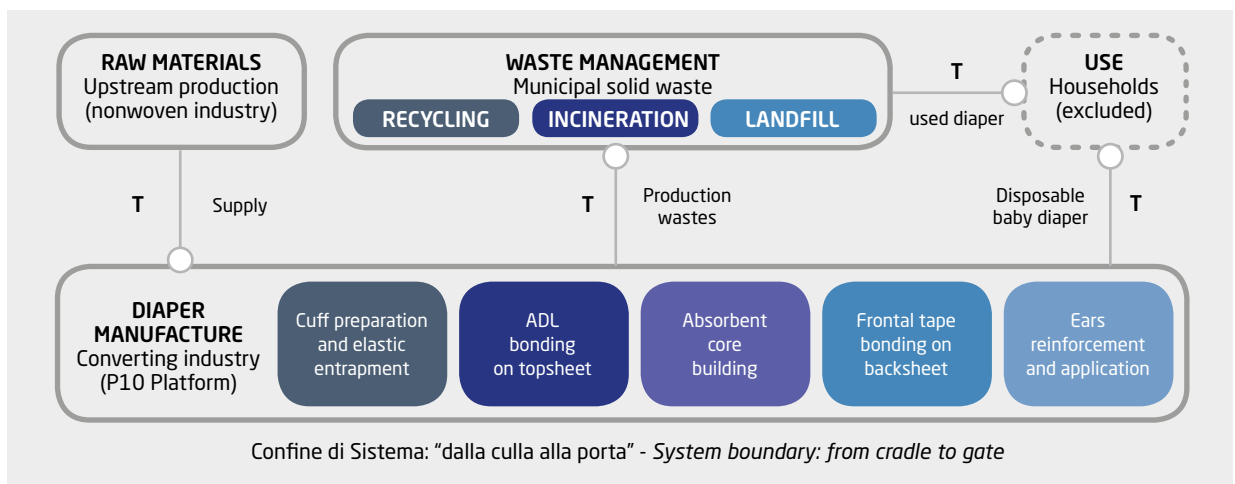 RAW MATERIALS
Upstream production
(nonwoven industry)
WASTE MANAGEMENT
Municipal solid waste
RECYCLING
INCINERATION
LANDFILL
T
used diaper
USE
Households
(excluded)
T
Supply
T
Production
wastes
Disposable
baby diaper
T
DIAPER
MANUFACTURE
Converting industry
(P10 Platform)
Cuff preparation
and elastic
entrapment
ADL
bonding
on topsheet
Absorbent
core
building
Frontal tape
bonding on
backsheet
Ears
reinforcement
and application
Confine di Sistema: “dalla culla alla porta” - System boundary: from cradle to gate